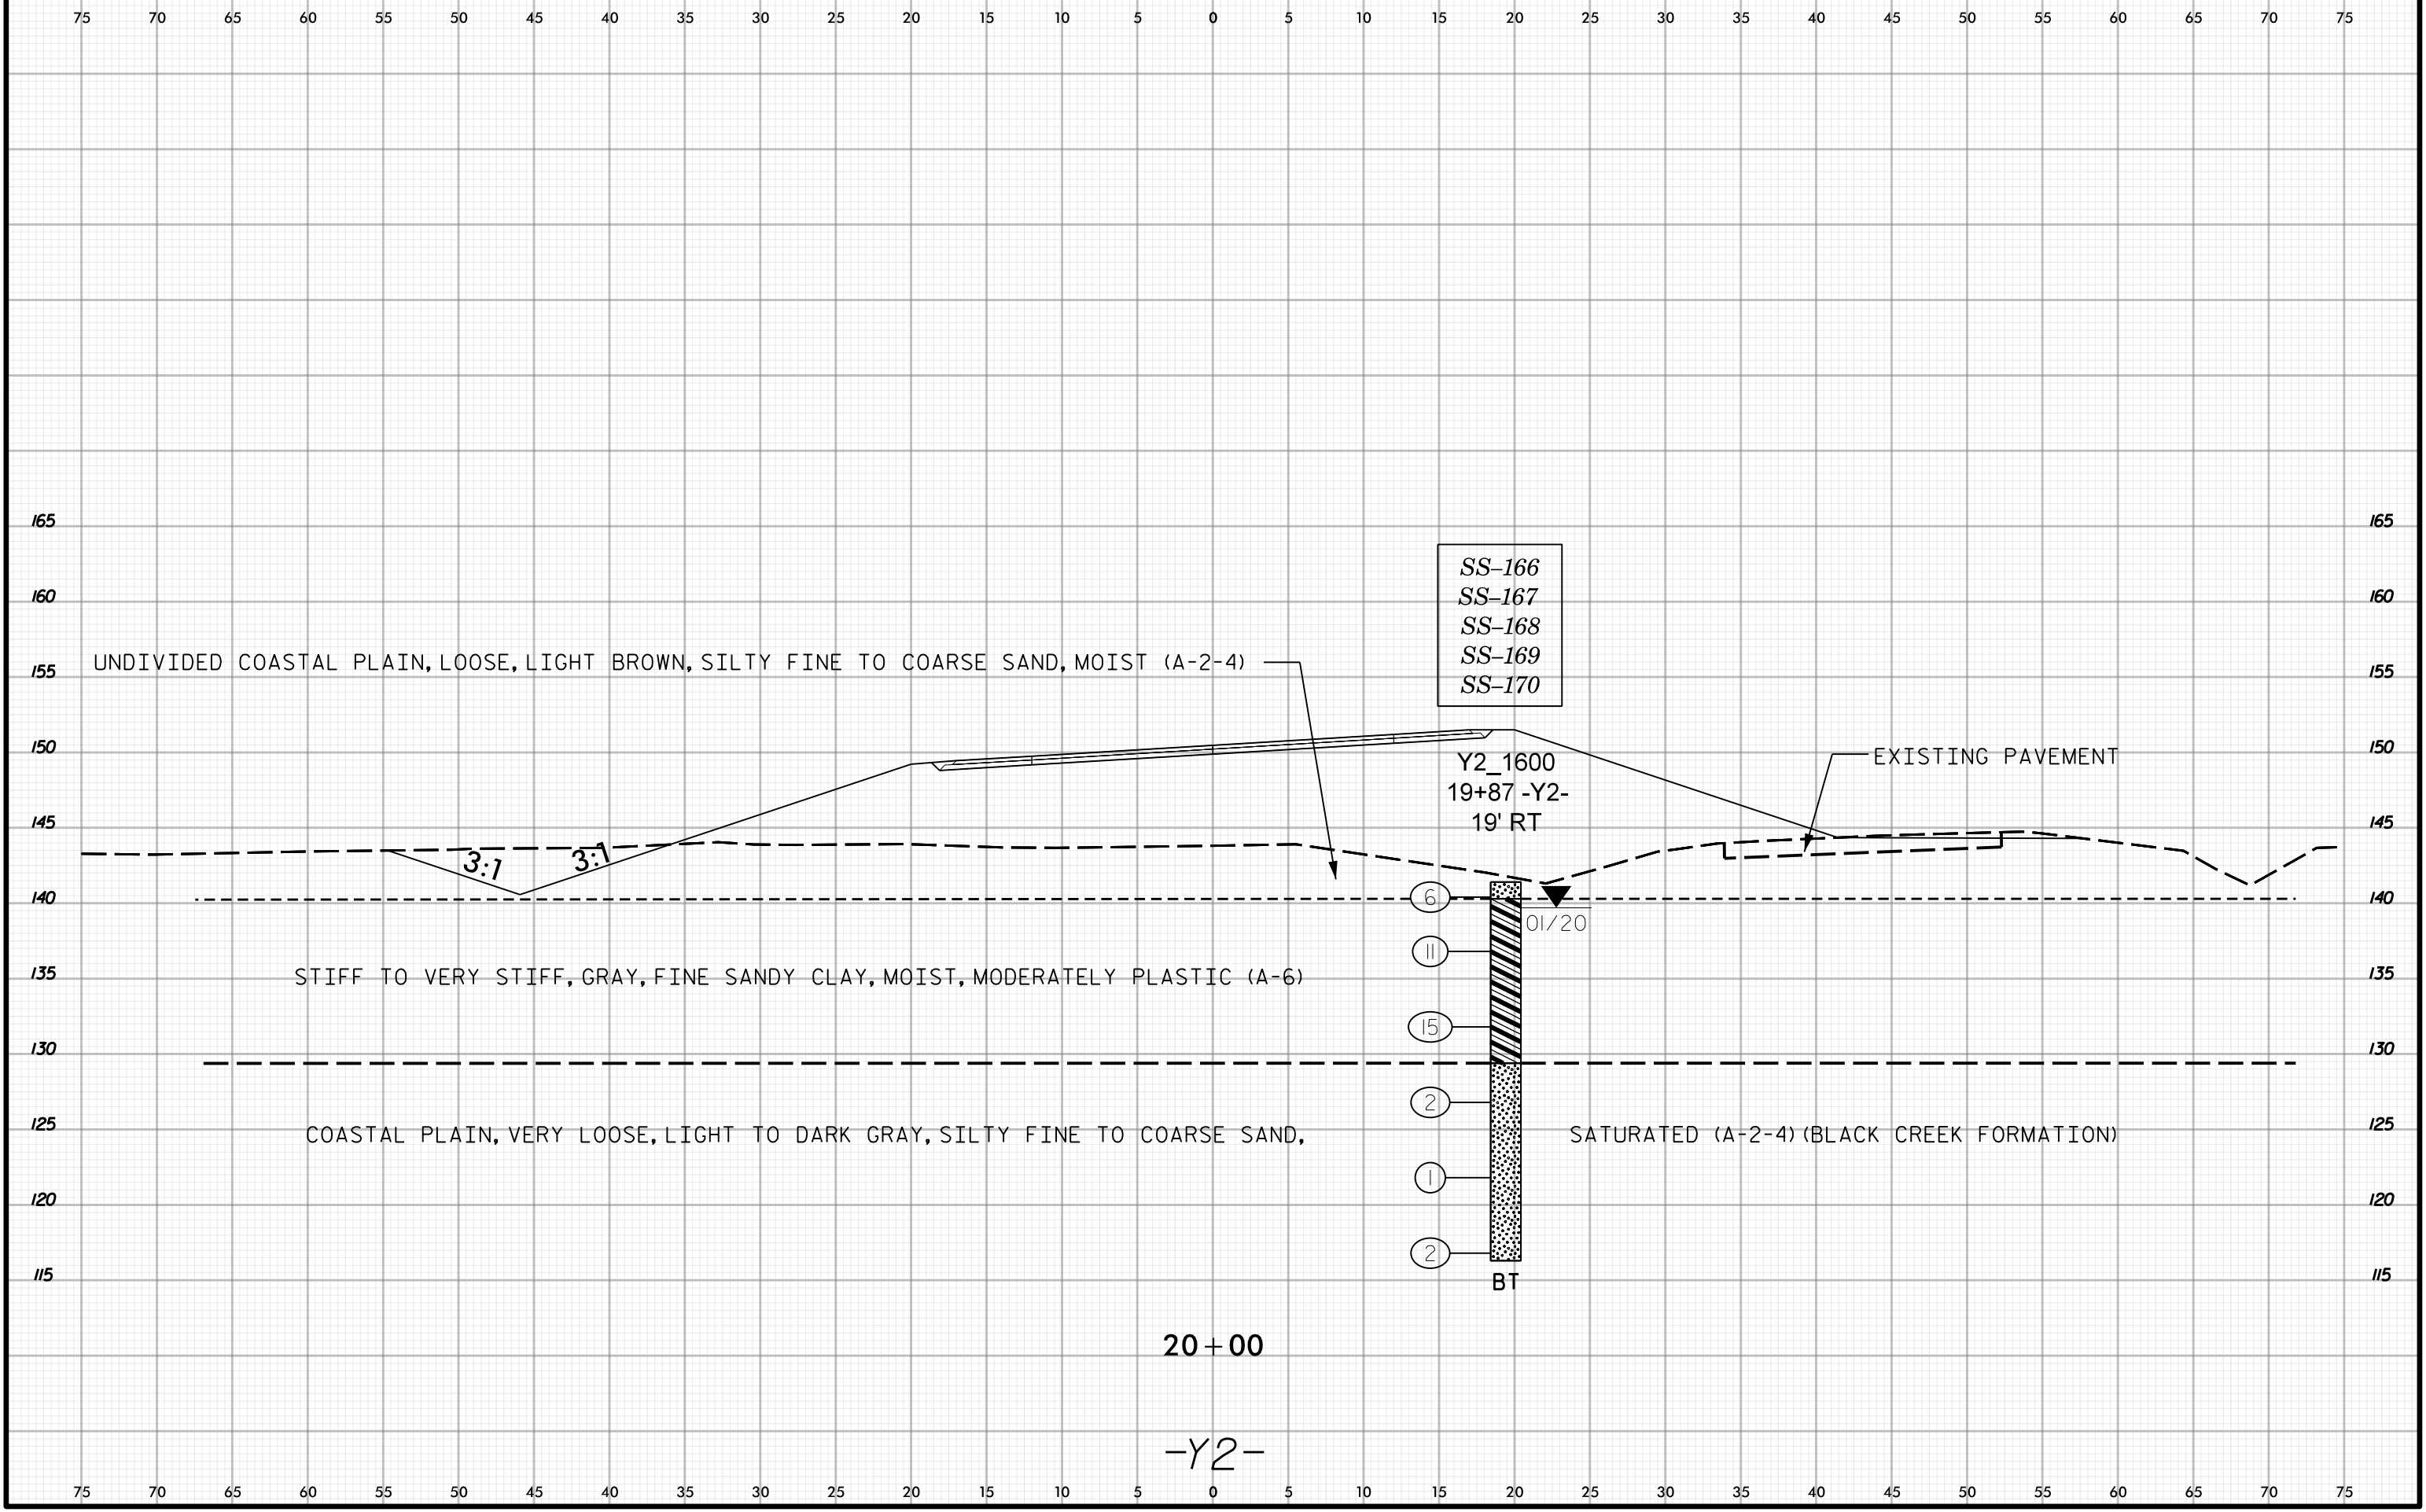 75 70 65 60 55 50 45 40 35 30 25 20 15 10 5 0 5 10 15 20 25 30 35 40 45 50 55 60 65 70 75
165 165
SS-166
160 160
SS-167
SS-168
SS-169
SS-170
UNDIVIDED COASTAL PLAIN, LOOSE, LIGHT BROWN, SILTY FINE TO COARSE SAND, MOIST (A-2-4)
155 155
150 150
EXISTING PAVEMENT
Y2_1600
19+87 -Y2-
19' RT
145 145
3:1 3:1
140 6 140
01/20
11
135 135
STIFF TO VERY STIFF, GRAY, FINE SANDY CLAY, MOIST, MODERATELY PLASTIC (A-6)
15
130 130
2
125 125
COASTAL PLAIN, VERY LOOSE, LIGHT TO DARK GRAY, SILTY FINE TO COARSE SAND, SATURATED (A-2-4) (BLACK CREEK FORMATION)
1
120 120
2
115 115
BT
20+00
-Y2-
75 70 65 60 55 50 45 40 35 30 25 20 15 10 5 0 5 10 15 20 25 30 35 40 45 50 55 60 65 70 75